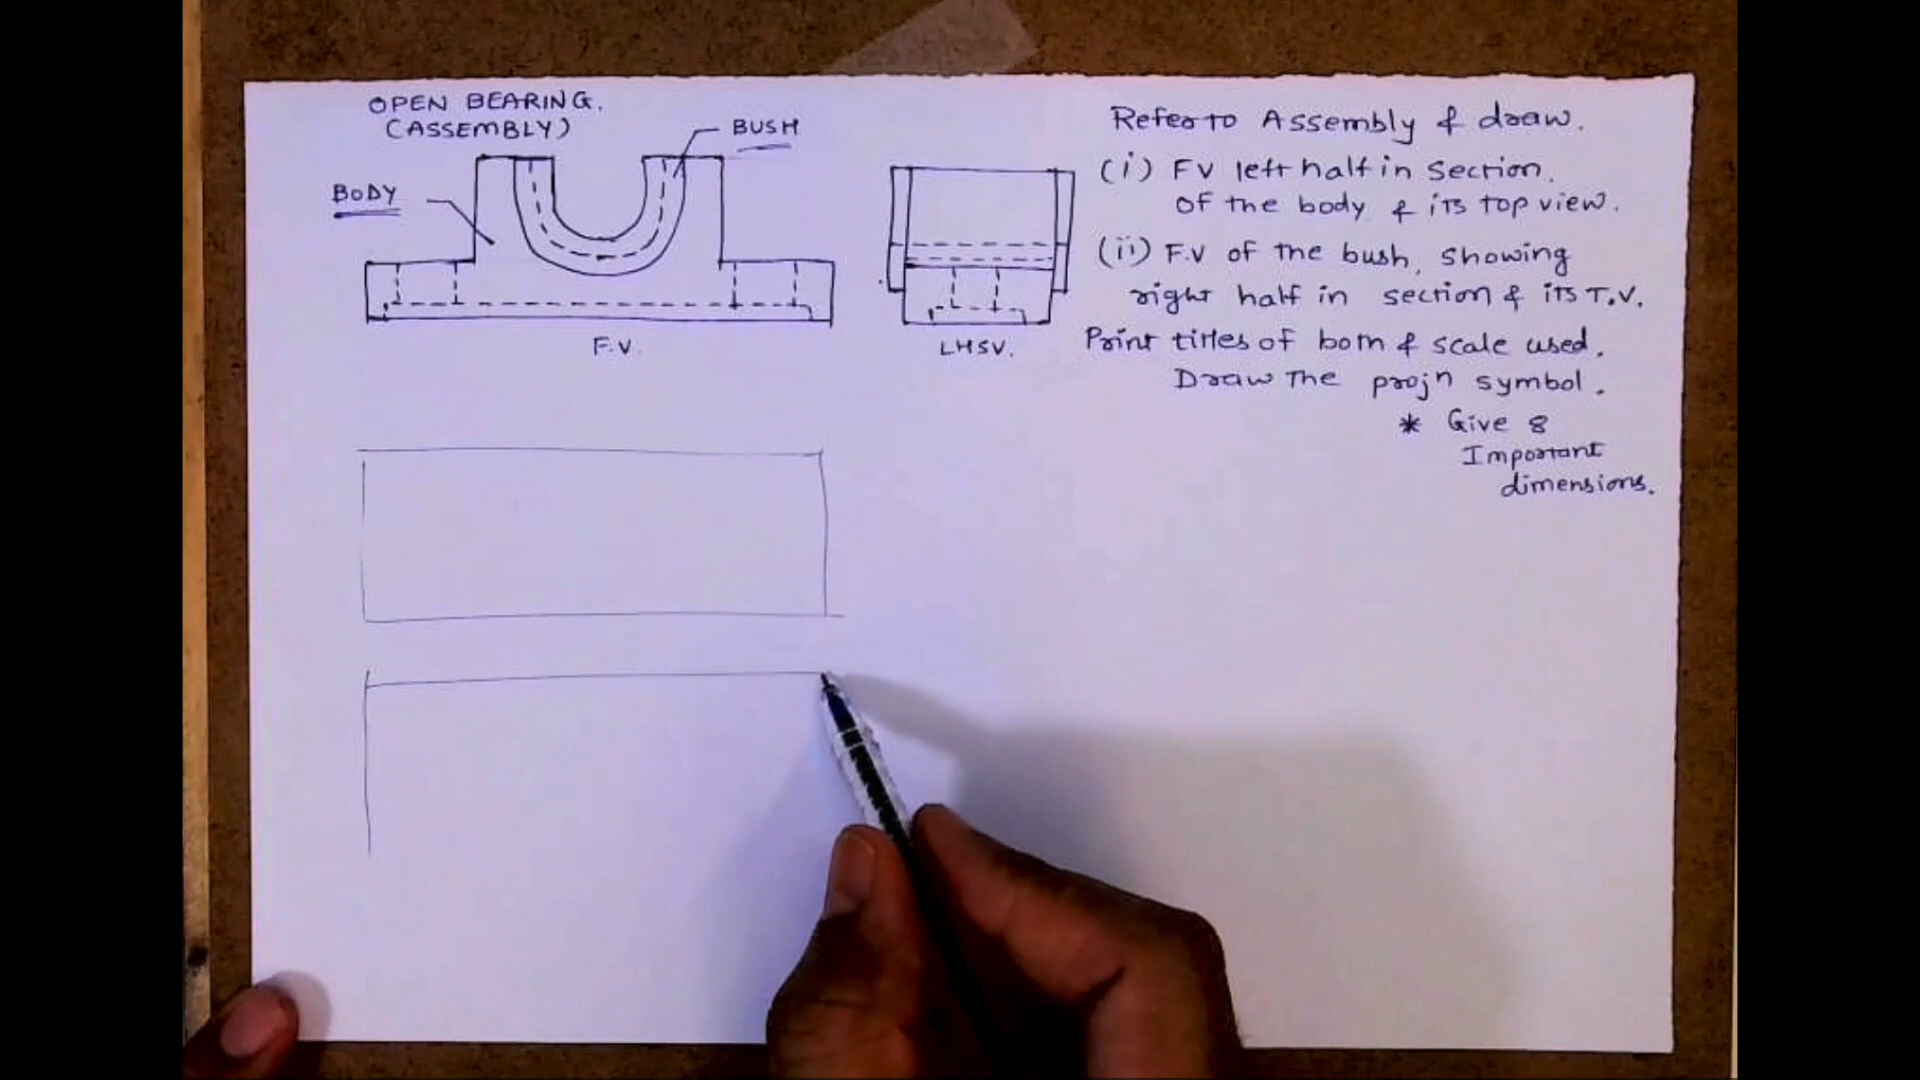 OPEN BEARING.
(ASSEMBLY)
BUSH
BODY
F.V.
LHSV.
Refer to Assembly & draw.
(i) FV left half in section.
of the body & its top view.
(ii) F.V of the bush, showing
right half in section & its T.V.
Print titles of both & scale used.
Draw the projn symbol.
* Give 8
Important
dimensions.